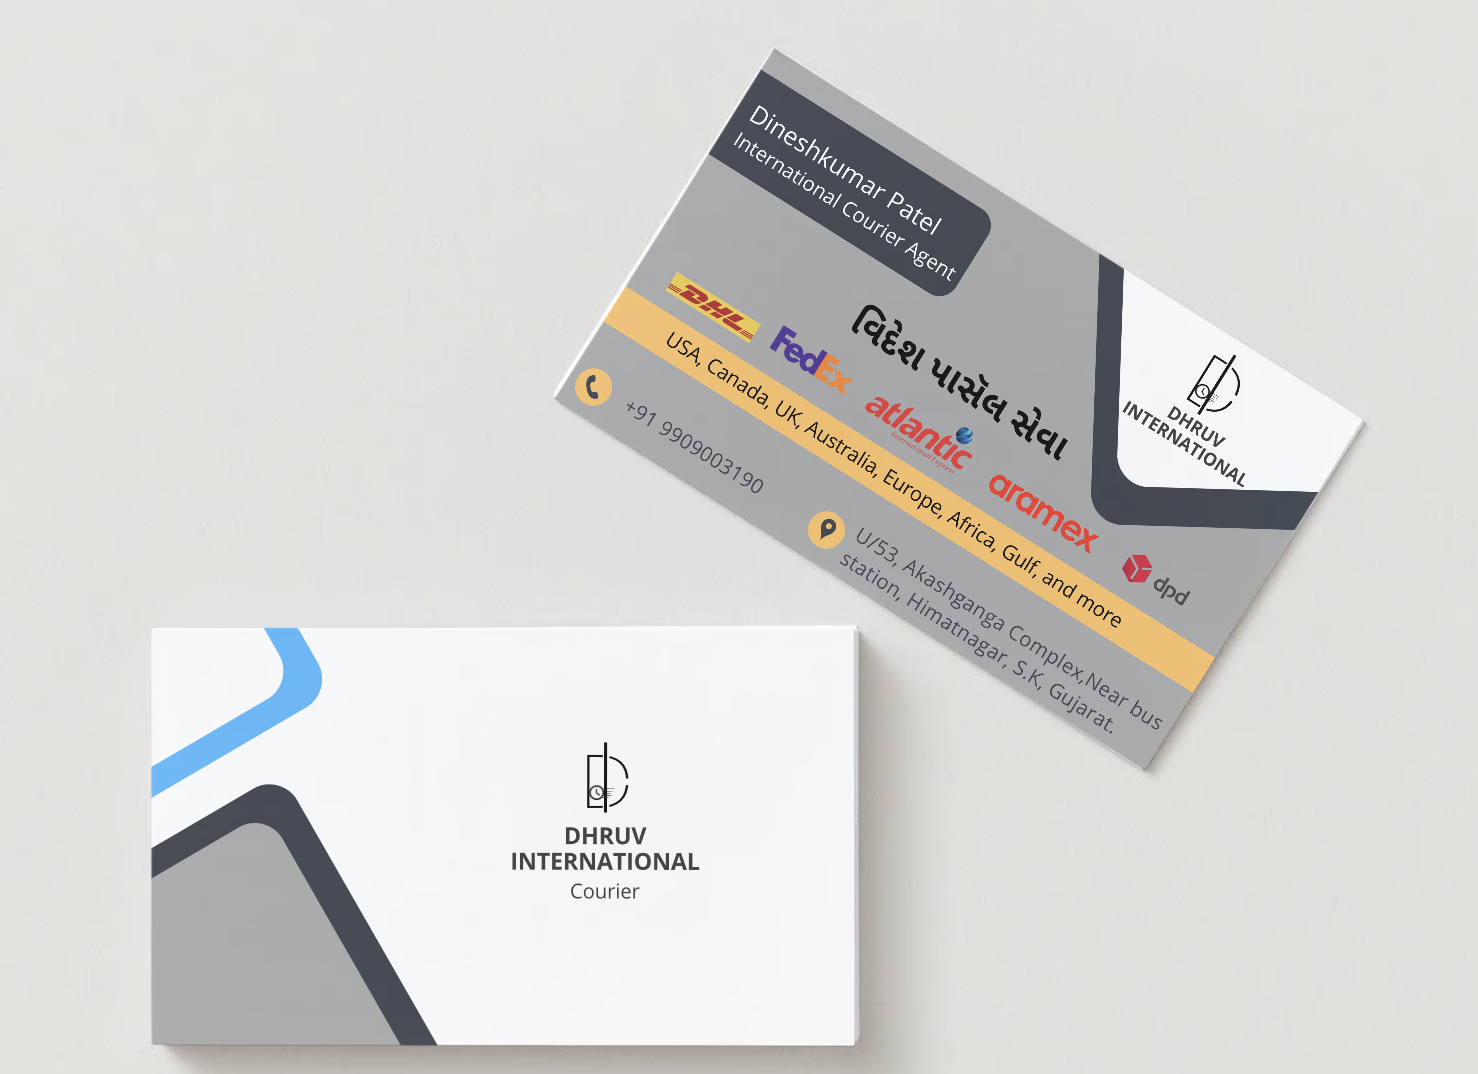 Dineshkumar Patel
International Courier Agent
વિદેશ પાર્સેલ સેવા
DHRUV
INTERNATIONAL
DHL
FedEx
atlantic
International Express
aramex
dpd
USA, Canada, UK, Australia, Europe, Africa, Gulf, and more
+91 9909003190
U/53, Akashganga Complex,Near bus
station, Himatnagar, S.K, Gujarat.
DHRUV
INTERNATIONAL
Courier